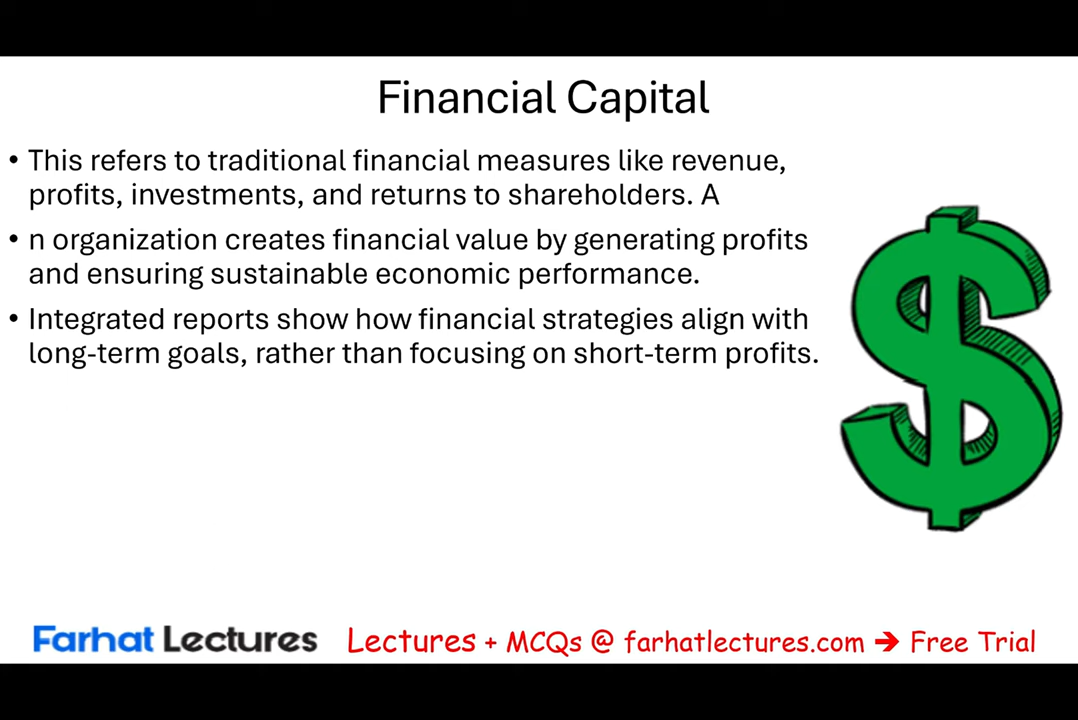 Financial Capital
• This refers to traditional financial measures like revenue,
profits, investments, and returns to shareholders. A
• n organization creates financial value by generating profits
and ensuring sustainable economic performance.
• Integrated reports show how financial strategies align with
long-term goals, rather than focusing on short-term profits.
Farhat Lectures Lectures + MCQs @ farhatlectures.com → Free Trial